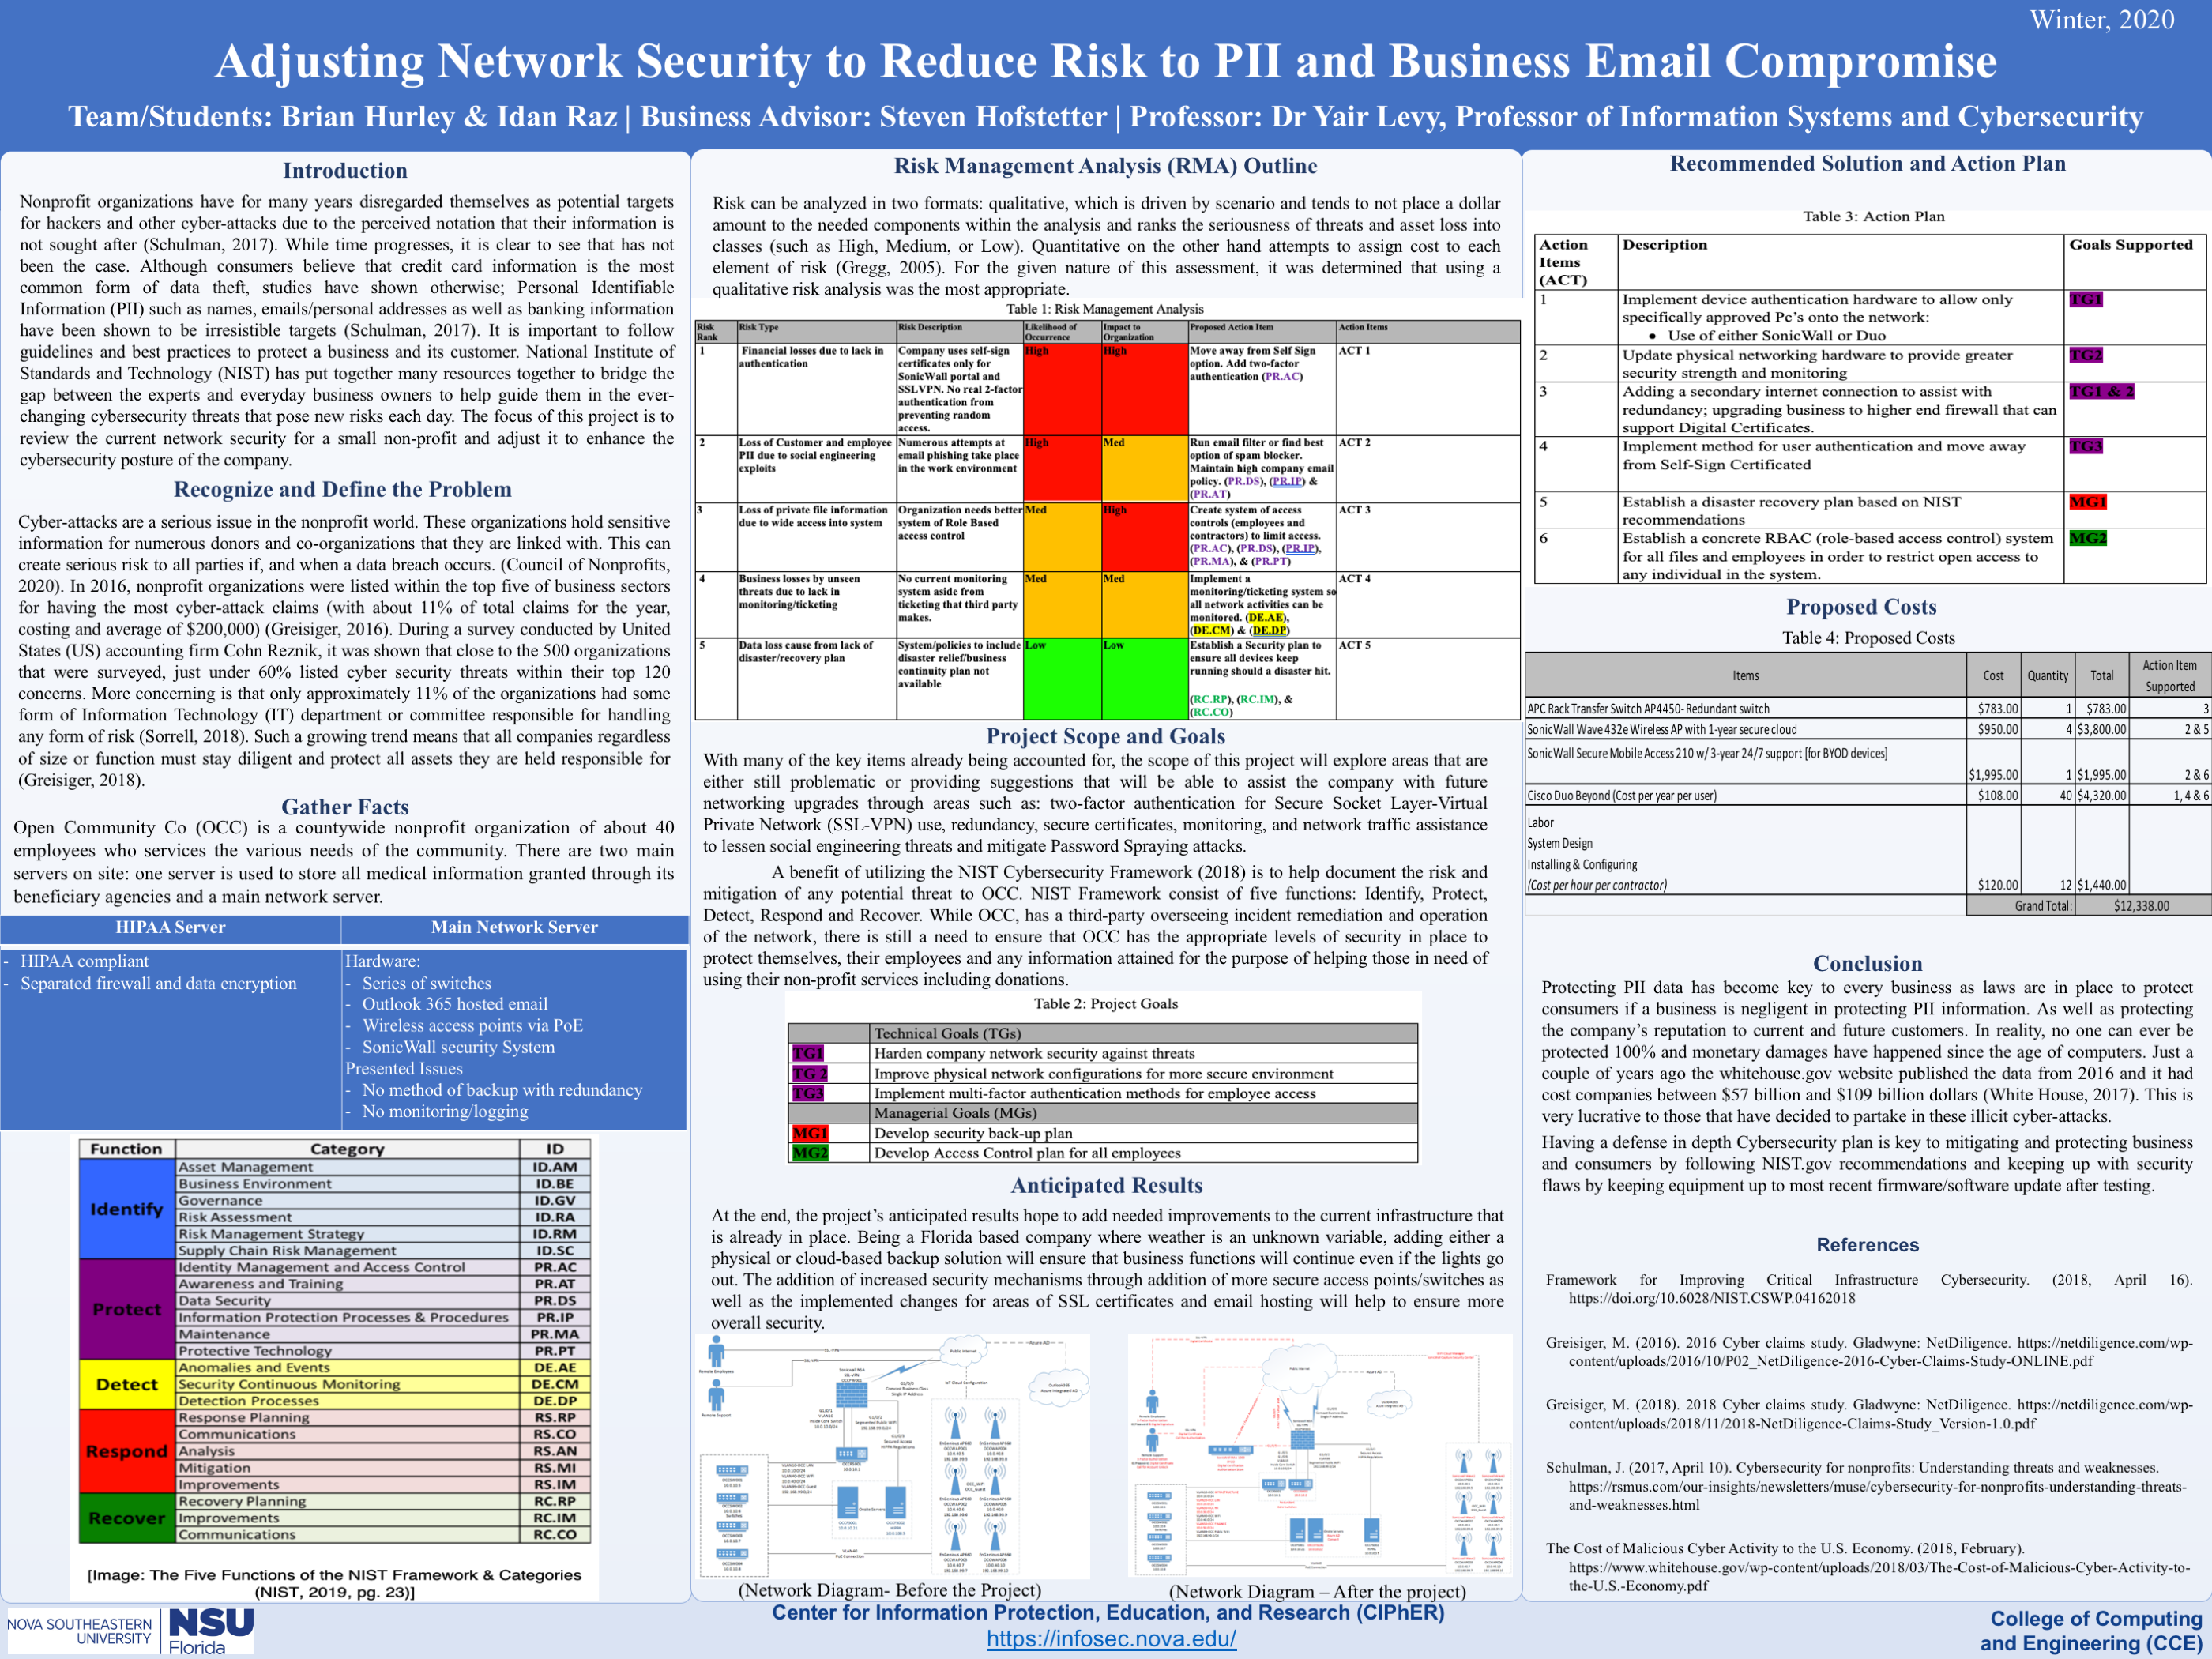 Winter, 2020
Adjusting Network Security to Reduce Risk to PII and Business Email Compromise
Team/Students: Brian Hurley & Idan Raz | Business Advisor: Steven Hofstetter | Professor: Dr Yair Levy, Professor of Information Systems and Cybersecurity
Introduction
Nonprofit organizations have for many years disregarded themselves as potential targets
for hackers and other cyber-attacks due to the perceived notation that their information is
not sought after (Schulman, 2017). While time progresses, it is clear to see that has not
been the case. Although consumers believe that credit card information is the most
common form of data theft, studies have shown otherwise; Personal Identifiable
Information (PII) such as names, emails/personal addresses as well as banking information
have been shown to be irresistible targets (Schulman, 2017). It is important to follow
guidelines and best practices to protect a business and its customer. National Institute of
Standards and Technology (NIST) has put together many resources together to bridge the
gap between the experts and everyday business owners to help guide them in the ever-
changing cybersecurity threats that pose new risks each day. The focus of this project is to
review the current network security for a small non-profit and adjust it to enhance the
cybersecurity posture of the company.
Recognize and Define the Problem
Cyber-attacks are a serious issue in the nonprofit world. These organizations hold sensitive
information for numerous donors and co-organizations that they are linked with. This can
create serious risk to all parties if, and when a data breach occurs. (Council of Nonprofits,
2020). In 2016, nonprofit organizations were listed within the top five of business sectors
for having the most cyber-attack claims (with about 11% of total claims for the year,
costing and average of $200,000) (Greisiger, 2016). During a survey conducted by United
States (US) accounting firm Cohn Reznik, it was shown that close to the 500 organizations
that were surveyed, just under 60% listed cyber security threats within their top 120
concerns. More concerning is that only approximately 11% of the organizations had some
form of Information Technology (IT) department or committee responsible for handling
any form of risk (Sorrell, 2018). Such a growing trend means that all companies regardless
of size or function must stay diligent and protect all assets they are held responsible for
(Greisiger, 2018).
Gather Facts
Open Community Co (OCC) is a countywide nonprofit organization of about 40
employees who services the various needs of the community. There are two main
servers on site: one server is used to store all medical information granted through its
beneficiary agencies and a main network server.
HIPAA Server
- HIPAA compliant
- Separated firewall and data encryption
Main Network Server
Hardware:
- Series of switches
- Outlook 365 hosted email
- Wireless access points via PoE
- SonicWall security System
Presented Issues
- No method of backup with redundancy
- No monitoring/logging
Function Category ID
Identify
Asset Management ID.AM
Business Environment ID.BE
Governance ID.GV
Risk Assessment ID.RA
Risk Management Strategy ID.RM
Supply Chain Risk Management ID.SC
Protect
Identity Management and Access Control PR.AC
Awareness and Training PR.AT
Data Security PR.DS
Information Protection Processes & Procedures PR.IP
Maintenance PR.MA
Protective Technology PR.PT
Detect
Anomalies and Events DE.AE
Security Continuous Monitoring DE.CM
Detection Processes DE.DP
Respond
Response Planning RS.RP
Communications RS.CO
Analysis RS.AN
Mitigation RS.MI
Improvements RS.IM
Recover
Recovery Planning RC.RP
Improvements RC.IM
Communications RC.CO
[Image: The Five Functions of the NIST Framework & Categories
(NIST, 2019, pg. 23)]
Risk Management Analysis (RMA) Outline
Risk can be analyzed in two formats: qualitative, which is driven by scenario and tends to not place a dollar
amount to the needed components within the analysis and ranks the seriousness of threats and asset loss into
classes (such as High, Medium, or Low). Quantitative on the other hand attempts to assign cost to each
element of risk (Gregg, 2005). For the given nature of this assessment, it was determined that using a
qualitative risk analysis was the most appropriate.
Table 1: Risk Management Analysis
Risk Rank
Risk Type
Risk Description
Likelihood of Occurrence
Impact to Organization
Proposed Action Item
Action Items
1
Financial losses due to lack in
authentication
Company uses self-sign
certificates only for
SonicWall portal and
SSLVPN. No real 2-factor
authentication from
preventing random
access.
High
High
Move away from Self Sign
option. Add two-factor
authentication (PR.AC)
ACT 1
2
Loss of Customer and employee
PII due to social engineering
exploits
Numerous attempts at
email phishing take place
in the work environment
High
Med
Run email filter or find best
option of spam blocker.
Maintain high company email
policy. (PR.DS), (PR.IP) &
(PR.AT)
ACT 2
3
Loss of private file information
due to wide access into system
Organization needs better
system of Role Based
access control
Med
High
Create system of access
controls (employees and
contractors) to limit access.
(PR.AC), (PR.DS), (PR.IP),
(PR.MA), & (PR.PT)
ACT 3
4
Business losses by unseen
threats due to lack in
monitoring/ticketing
No current monitoring
system aside from
ticketing that third party
makes.
Med
Med
Implement a
monitoring/ticketing system so
all network activities can be
monitored. (DE.AE),
(DE.CM) & (DE.DP)
ACT 4
5
Data loss cause from lack of
disaster/recovery plan
System/policies to include
disaster relief/business
continuity plan not
available
Low
Low
Establish a Security plan to
ensure all devices keep
running should a disaster hit.
(RC.RP), (RC.IM), &
(RC.CO)
ACT 5
Project Scope and Goals
With many of the key items already being accounted for, the scope of this project will explore areas that are
either still problematic or providing suggestions that will be able to assist the company with future
networking upgrades through areas such as: two-factor authentication for Secure Socket Layer-Virtual
Private Network (SSL-VPN) use, redundancy, secure certificates, monitoring, and network traffic assistance
to lessen social engineering threats and mitigate Password Spraying attacks.
A benefit of utilizing the NIST Cybersecurity Framework (2018) is to help document the risk and
mitigation of any potential threat to OCC. NIST Framework consist of five functions: Identify, Protect,
Detect, Respond and Recover. While OCC, has a third-party overseeing incident remediation and operation
of the network, there is still a need to ensure that OCC has the appropriate levels of security in place to
protect themselves, their employees and any information attained for the purpose of helping those in need of
using their non-profit services including donations.
Table 2: Project Goals
Technical Goals (TGs)
TG1 Harden company network security against threats
TG 2 Improve physical network configurations for more secure environment
TG3 Implement multi-factor authentication methods for employee access
Managerial Goals (MGs)
MG1 Develop security back-up plan
MG2 Develop Access Control plan for all employees
Anticipated Results
At the end, the project's anticipated results hope to add needed improvements to the current infrastructure that
is already in place. Being a Florida based company where weather is an unknown variable, adding either a
physical or cloud-based backup solution will ensure that business functions will continue even if the lights go
out. The addition of increased security mechanisms through addition of more secure access points/switches as
well as the implemented changes for areas of SSL certificates and email hosting will help to ensure more
overall security.
(Network Diagram- Before the Project)
(Network Diagram – After the project)
Recommended Solution and Action Plan
Table 3: Action Plan
Action Items (ACT)
Description
Goals Supported
1
Implement device authentication hardware to allow only
specifically approved Pc's onto the network:
• Use of either SonicWall or Duo
TG1
2
Update physical networking hardware to provide greater
security strength and monitoring
TG2
3
Adding a secondary internet connection to assist with
redundancy; upgrading business to higher end firewall that can
support Digital Certificates.
TG1 & 2
4
Implement method for user authentication and move away
from Self-Sign Certificated
TG3
5
Establish a disaster recovery plan based on NIST
recommendations
MG1
6
Establish a concrete RBAC (role-based access control) system
for all files and employees in order to restrict open access to
any individual in the system.
MG2
Proposed Costs
Table 4: Proposed Costs
Items Cost Quantity Total Action Item Supported
APC Rack Transfer Switch AP4450- Redundant switch $783.00 1 $783.00 3
SonicWall Wave 432e Wireless AP with 1-year secure cloud $950.00 4 $3,800.00 2 & 5
SonicWall Secure Mobile Access 210 w/ 3-year 24/7 support [for BYOD devices] $1,995.00 1 $1,995.00 2 & 6
Cisco Duo Beyond (Cost per year per user) $108.00 40 $4,320.00 1, 4 & 6
Labor
System Design
Installing & Configuring
(Cost per hour per contractor) $120.00 12 $1,440.00
Grand Total: $12,338.00
Conclusion
Protecting PII data has become key to every business as laws are in place to protect
consumers if a business is negligent in protecting PII information. As well as protecting
the company's reputation to current and future customers. In reality, no one can ever be
protected 100% and monetary damages have happened since the age of computers. Just a
couple of years ago the whitehouse.gov website published the data from 2016 and it had
cost companies between $57 billion and $109 billion dollars (White House, 2017). This is
very lucrative to those that have decided to partake in these illicit cyber-attacks.
Having a defense in depth Cybersecurity plan is key to mitigating and protecting business
and consumers by following NIST.gov recommendations and keeping up with security
flaws by keeping equipment up to most recent firmware/software update after testing.
References
Framework for Improving Critical Infrastructure Cybersecurity. (2018, April 16).
https://doi.org/10.6028/NIST.CSWP.04162018
Greisiger, M. (2016). 2016 Cyber claims study. Gladwyne: NetDiligence. https://netdiligence.com/wp-
content/uploads/2016/10/P02_NetDiligence-2016-Cyber-Claims-Study-ONLINE.pdf
Greisiger, M. (2018). 2018 Cyber claims study. Gladwyne: NetDiligence. https://netdiligence.com/wp-
content/uploads/2018/11/2018-NetDiligence-Claims-Study_Version-1.0.pdf
Schulman, J. (2017, April 10). Cybersecurity for nonprofits: Understanding threats and weaknesses.
https://rsmus.com/our-insights/newsletters/muse/cybersecurity-for-nonprofits-understanding-threats-
and-weaknesses.html
The Cost of Malicious Cyber Activity to the U.S. Economy. (2018, February).
https://www.whitehouse.gov/wp-content/uploads/2018/03/The-Cost-of-Malicious-Cyber-Activity-to-
the-U.S.-Economy.pdf
NOVA SOUTHEASTERN
UNIVERSITY
NSU
Florida
Center for Information Protection, Education, and Research (CIPhER)
https://infosec.nova.edu/
College of Computing
and Engineering (CCE)